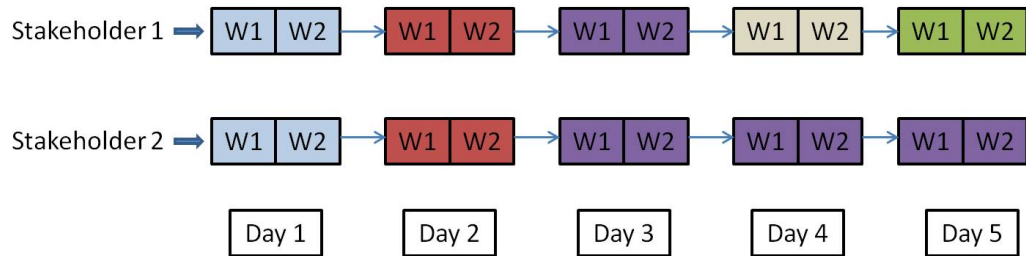 Stakeholder 1 W1 W2 W1 W2 W1 W2 W1 W2 W1 W2
Stakeholder 2 W1 W2 W1 W2 W1 W2 W1 W2 W1 W2
Day 1 Day 2 Day 3 Day 4 Day 5